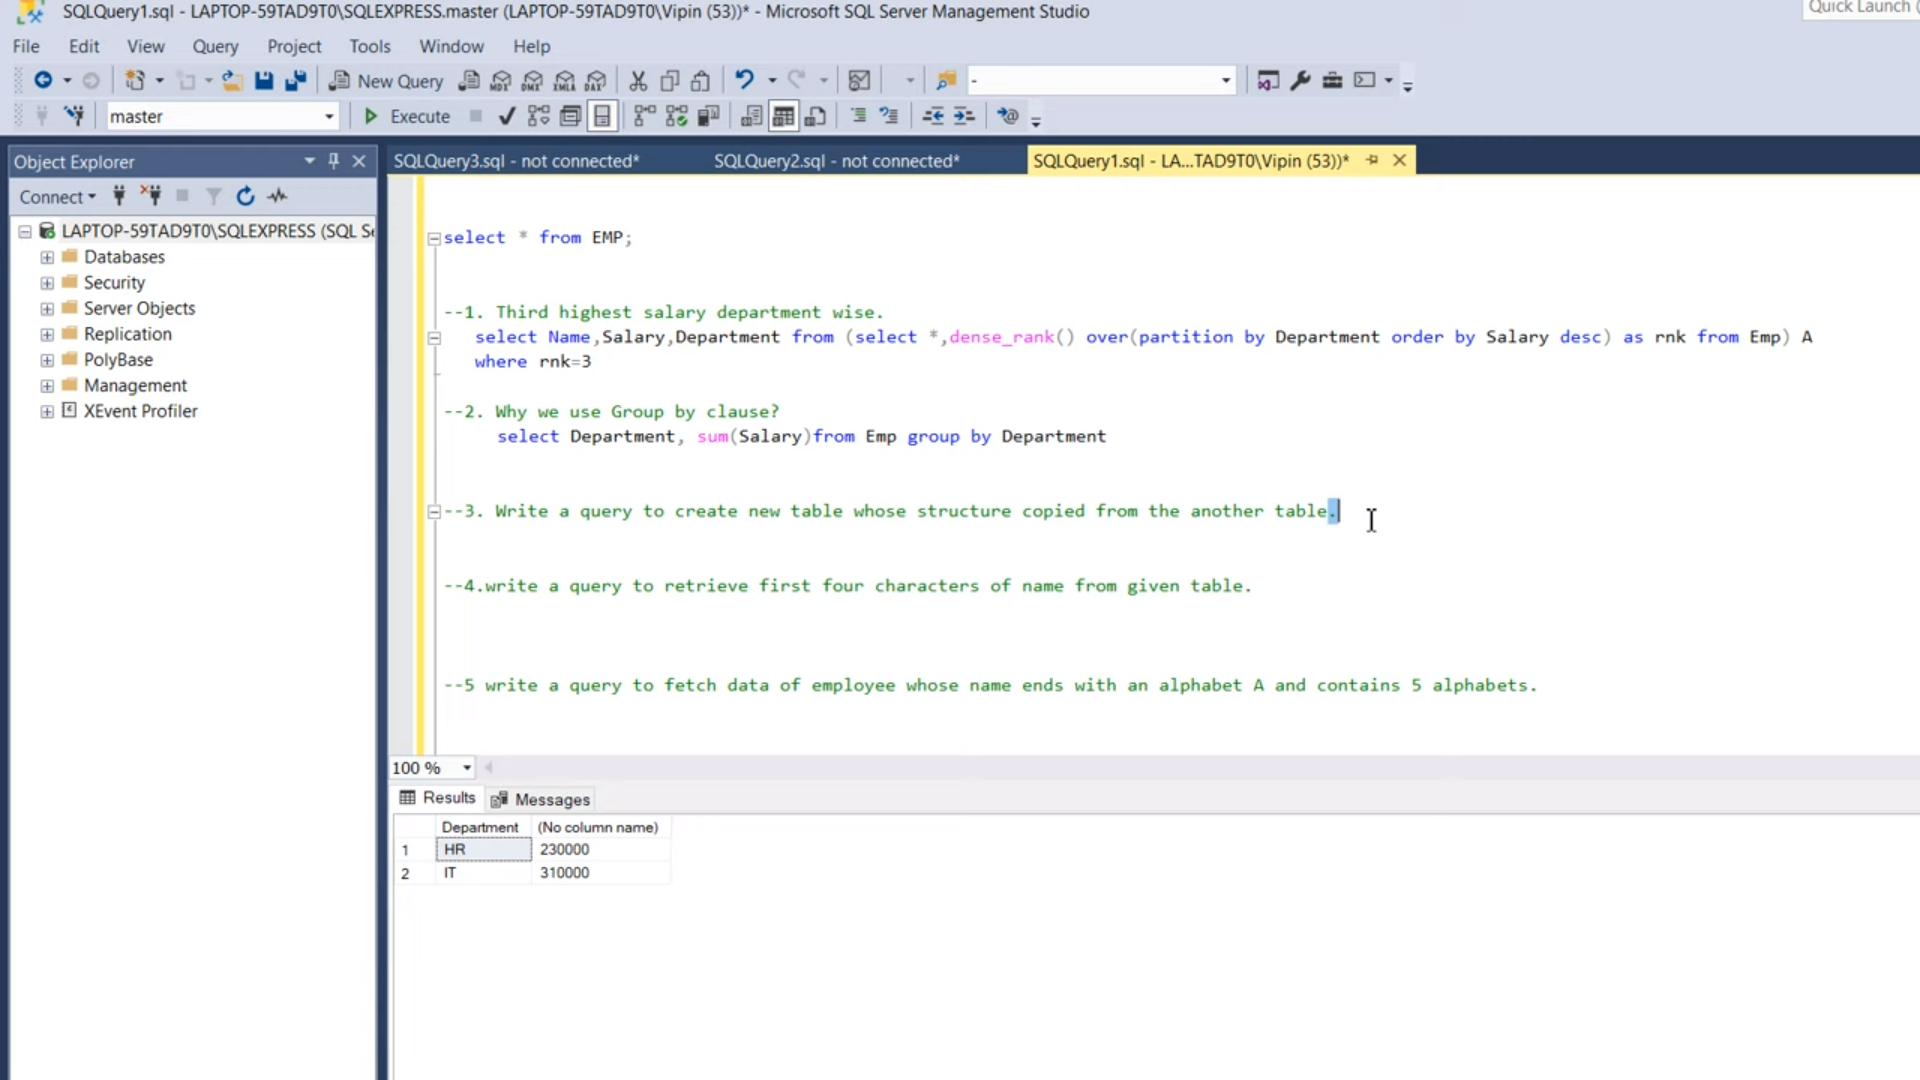 SQLQuery1.sql - LAPTOP-59TAD9T0\SQLEXPRESS.master (LAPTOP-59TAD9T0\Vipin (53))* - Microsoft SQL Server Management Studio
Quick Launch (
File Edit View Query Project Tools Window Help
New Query MDX DMX XMLA DAX -
master Execute
Object Explorer
SQLQuery3.sql - not connected* SQLQuery2.sql - not connected* SQLQuery1.sql - LA...TAD9T0\Vipin (53))*
Connect
LAPTOP-59TAD9T0\SQLEXPRESS (SQL Se
Databases
Security
Server Objects
Replication
PolyBase
Management
XEvent Profiler
select * from EMP;
--1. Third highest salary department wise.
select Name,Salary,Department from (select *,dense_rank() over(partition by Department order by Salary desc) as rnk from Emp) A
where rnk=3
--2. Why we use Group by clause?
select Department, sum(Salary)from Emp group by Department
--3. Write a query to create new table whose structure copied from the another table.
--4.write a query to retrieve first four characters of name from given table.
--5 write a query to fetch data of employee whose name ends with an alphabet A and contains 5 alphabets.
100 %
Results Messages
Department (No column name)
1 HR 230000
2 IT 310000